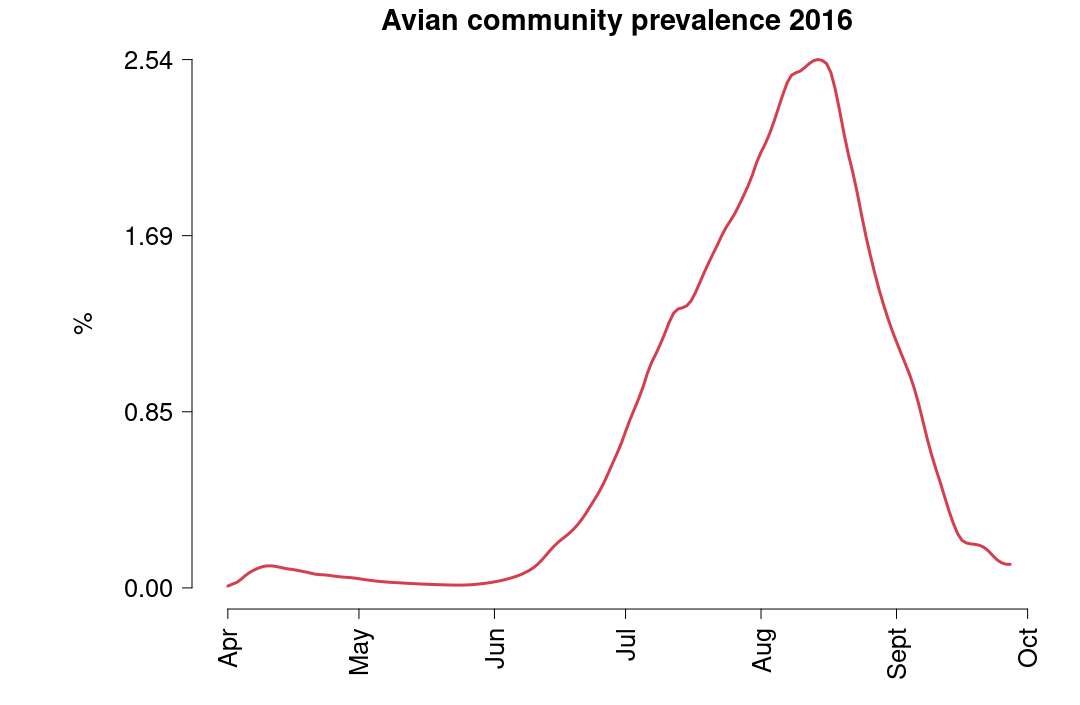 Avian community prevalence 2016
2.54
1.69
0.85
0.00
%
Apr
May
Jun
Jul
Aug
Sept
Oct